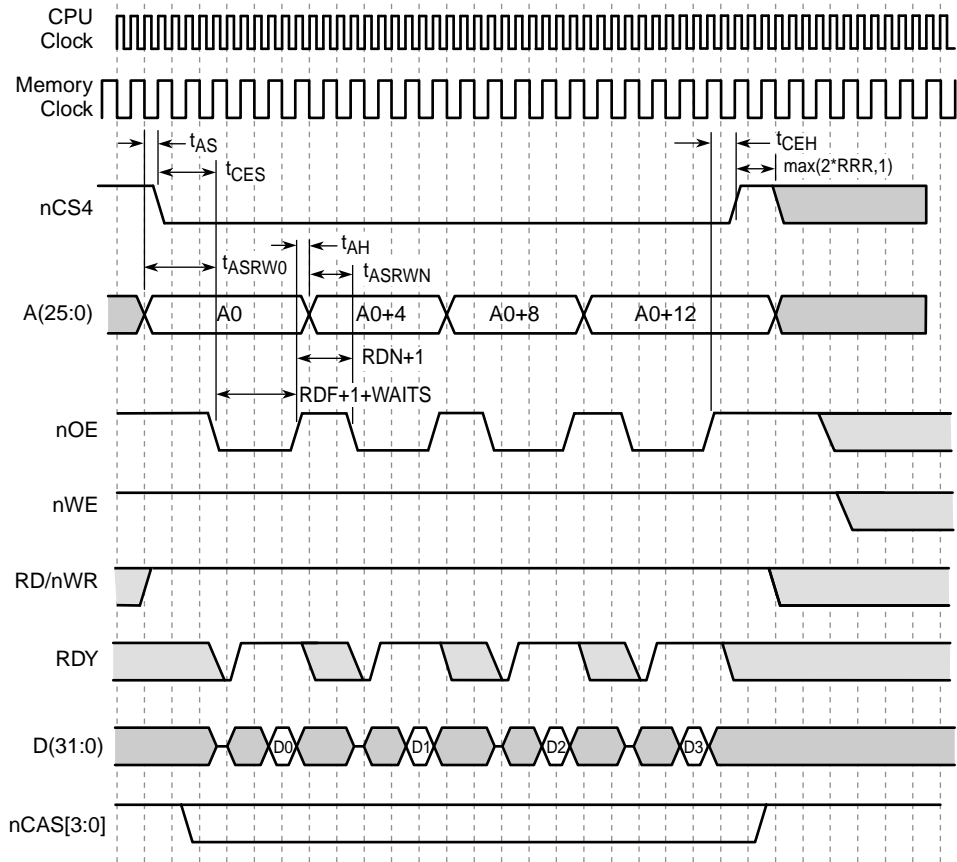 CPU
Clock
Memory
Clock
tAS
tCEH
tCES
max(2*RRR,1)
nCS4
tAH
tASRW0
tASRWN
A(25:0)
A0
A0+4
A0+8
A0+12
RDN+1
RDF+1+WAITS
nOE
nWE
RD/nWR
RDY
D(31:0)
D0
D1
D2
D3
nCAS[3:0]